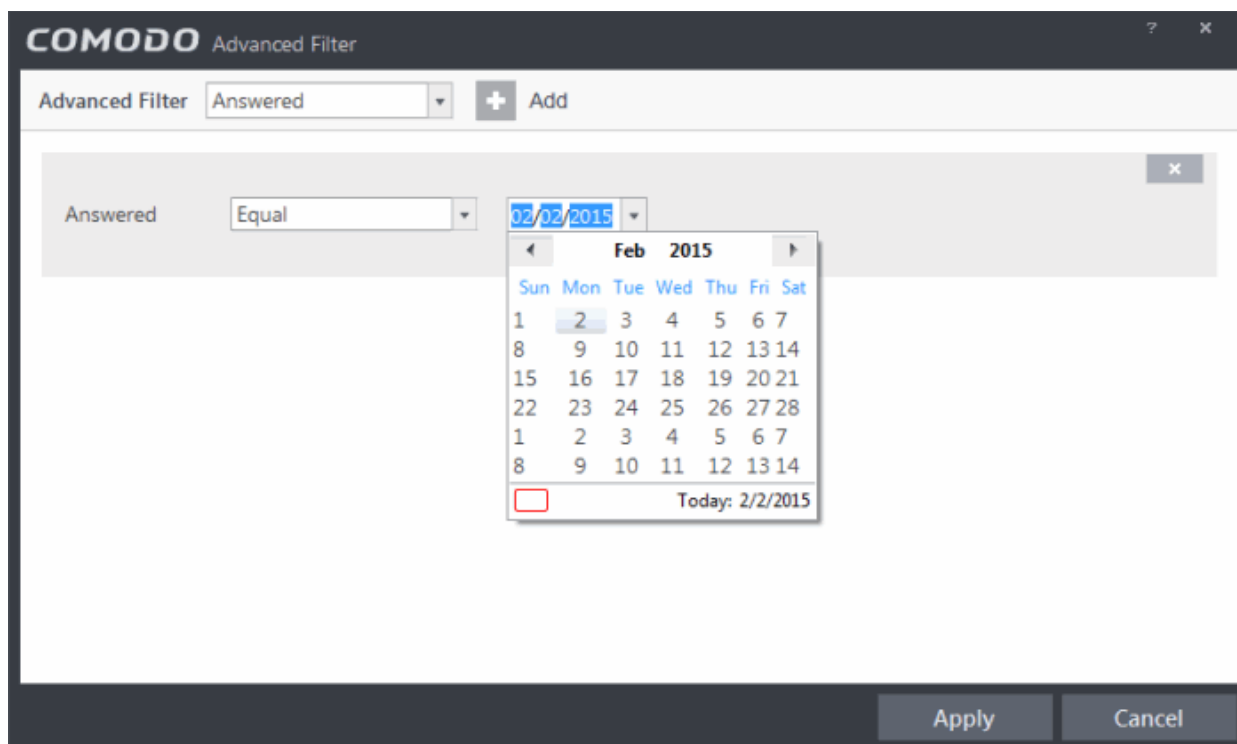 COMODO Advanced Filter ? ×
Advanced Filter Answered Add
Answered Equal 02/02/2015
Feb 2015
Sun Mon Tue Wed Thu Fri Sat
1 2 3 4 5 6 7
8 9 10 11 12 13 14
15 16 17 18 19 20 21
22 23 24 25 26 27 28
1 2 3 4 5 6 7
8 9 10 11 12 13 14
Today: 2/2/2015
Apply Cancel